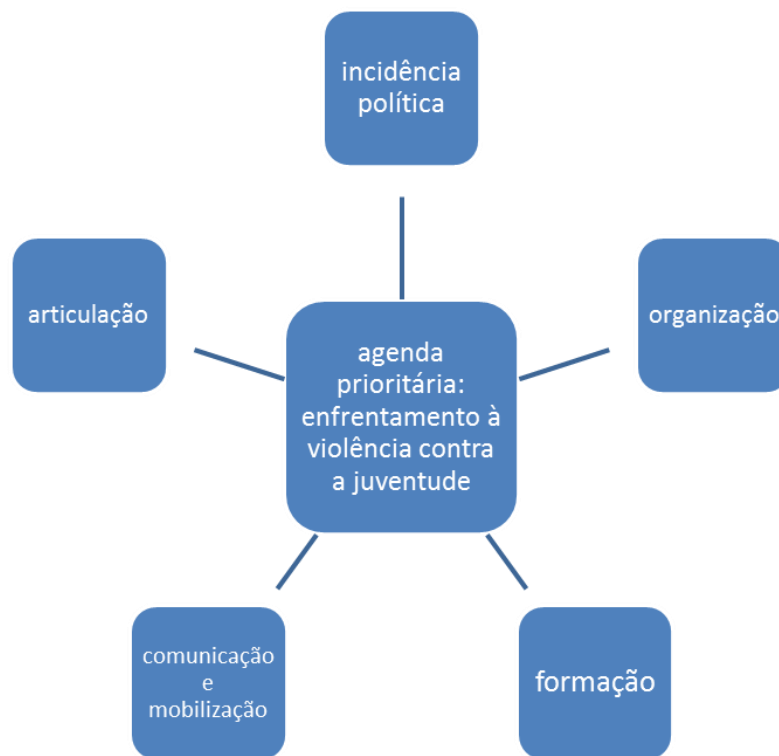 incidência
política
articulação
organização
agenda
prioritária:
enfrentamento à
violência contra
a juventude
comunicação
e
mobilização
formação